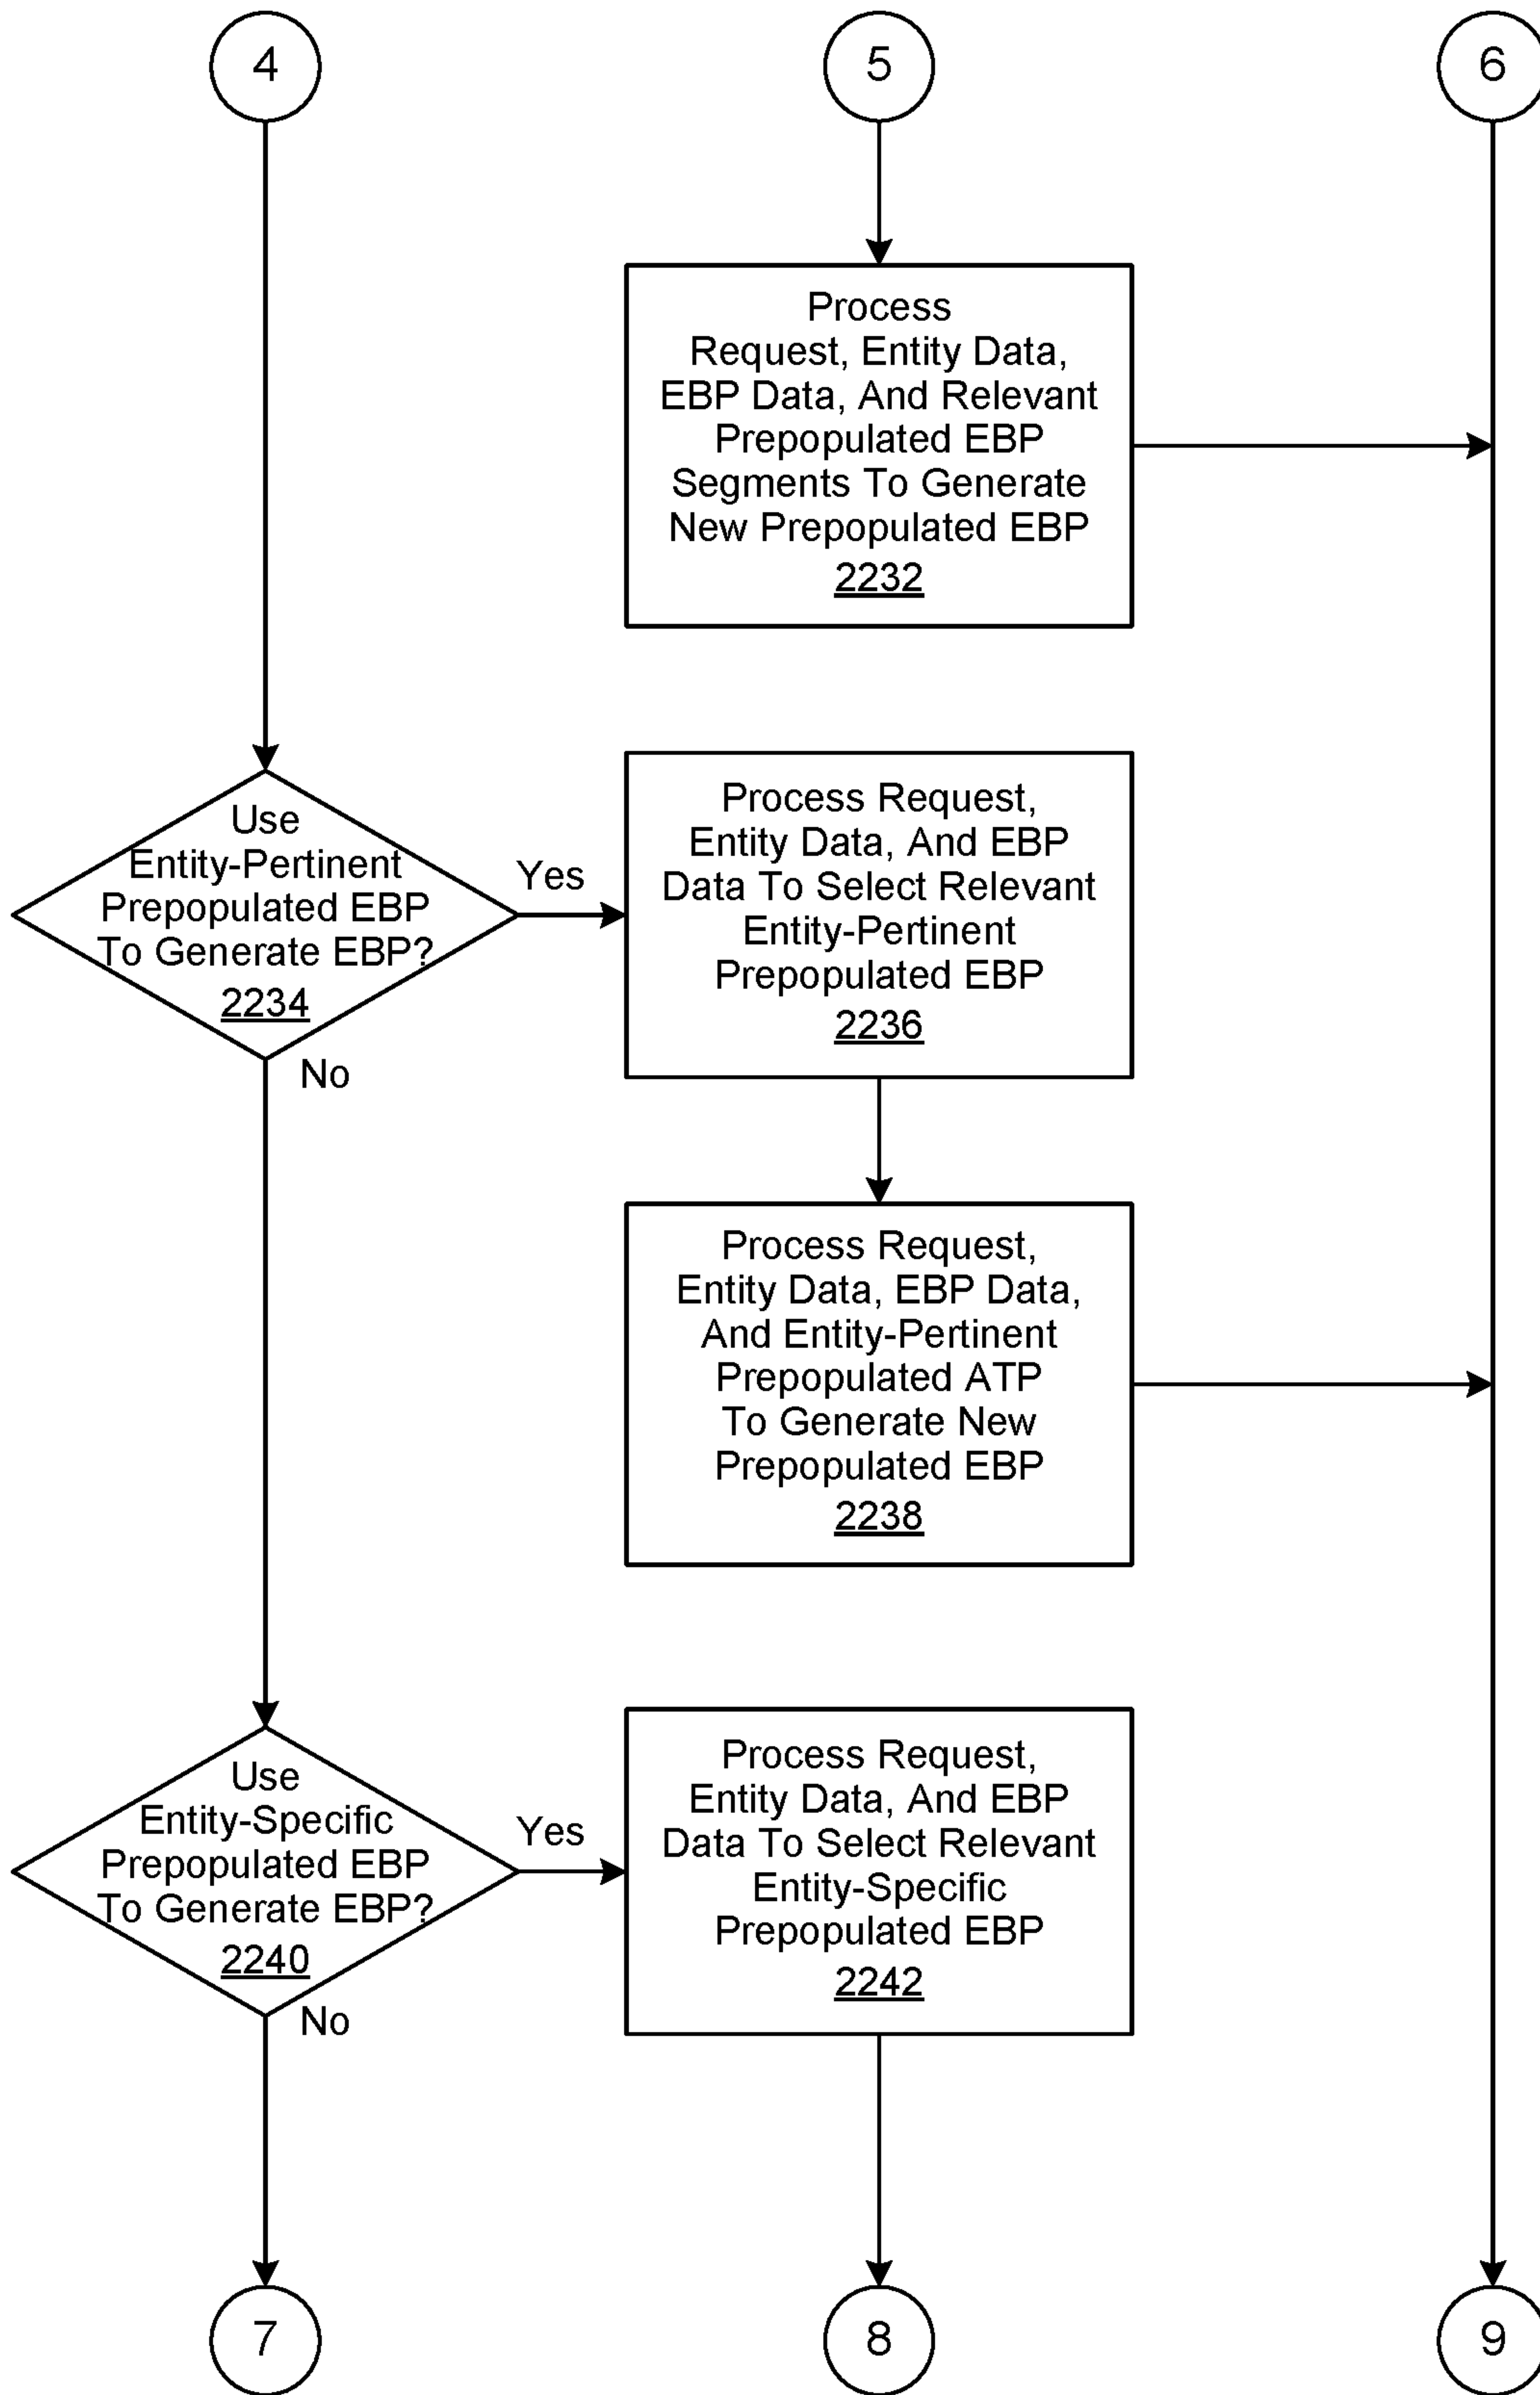 4
5
6
Process
Request, Entity Data,
EBP Data, And Relevant
Prepopulated EBP
Segments To Generate
New Prepopulated EBP
2232
Use
Entity-Pertinent
Prepopulated EBP
To Generate EBP?
2234
Yes
No
Process Request,
Entity Data, And EBP
Data To Select Relevant
Entity-Pertinent
Prepopulated EBP
2236
Process Request,
Entity Data, EBP Data,
And Entity-Pertinent
Prepopulated ATP
To Generate New
Prepopulated EBP
2238
Use
Entity-Specific
Prepopulated EBP
To Generate EBP?
2240
Yes
No
Process Request,
Entity Data, And EBP
Data To Select Relevant
Entity-Specific
Prepopulated EBP
2242
7
8
9